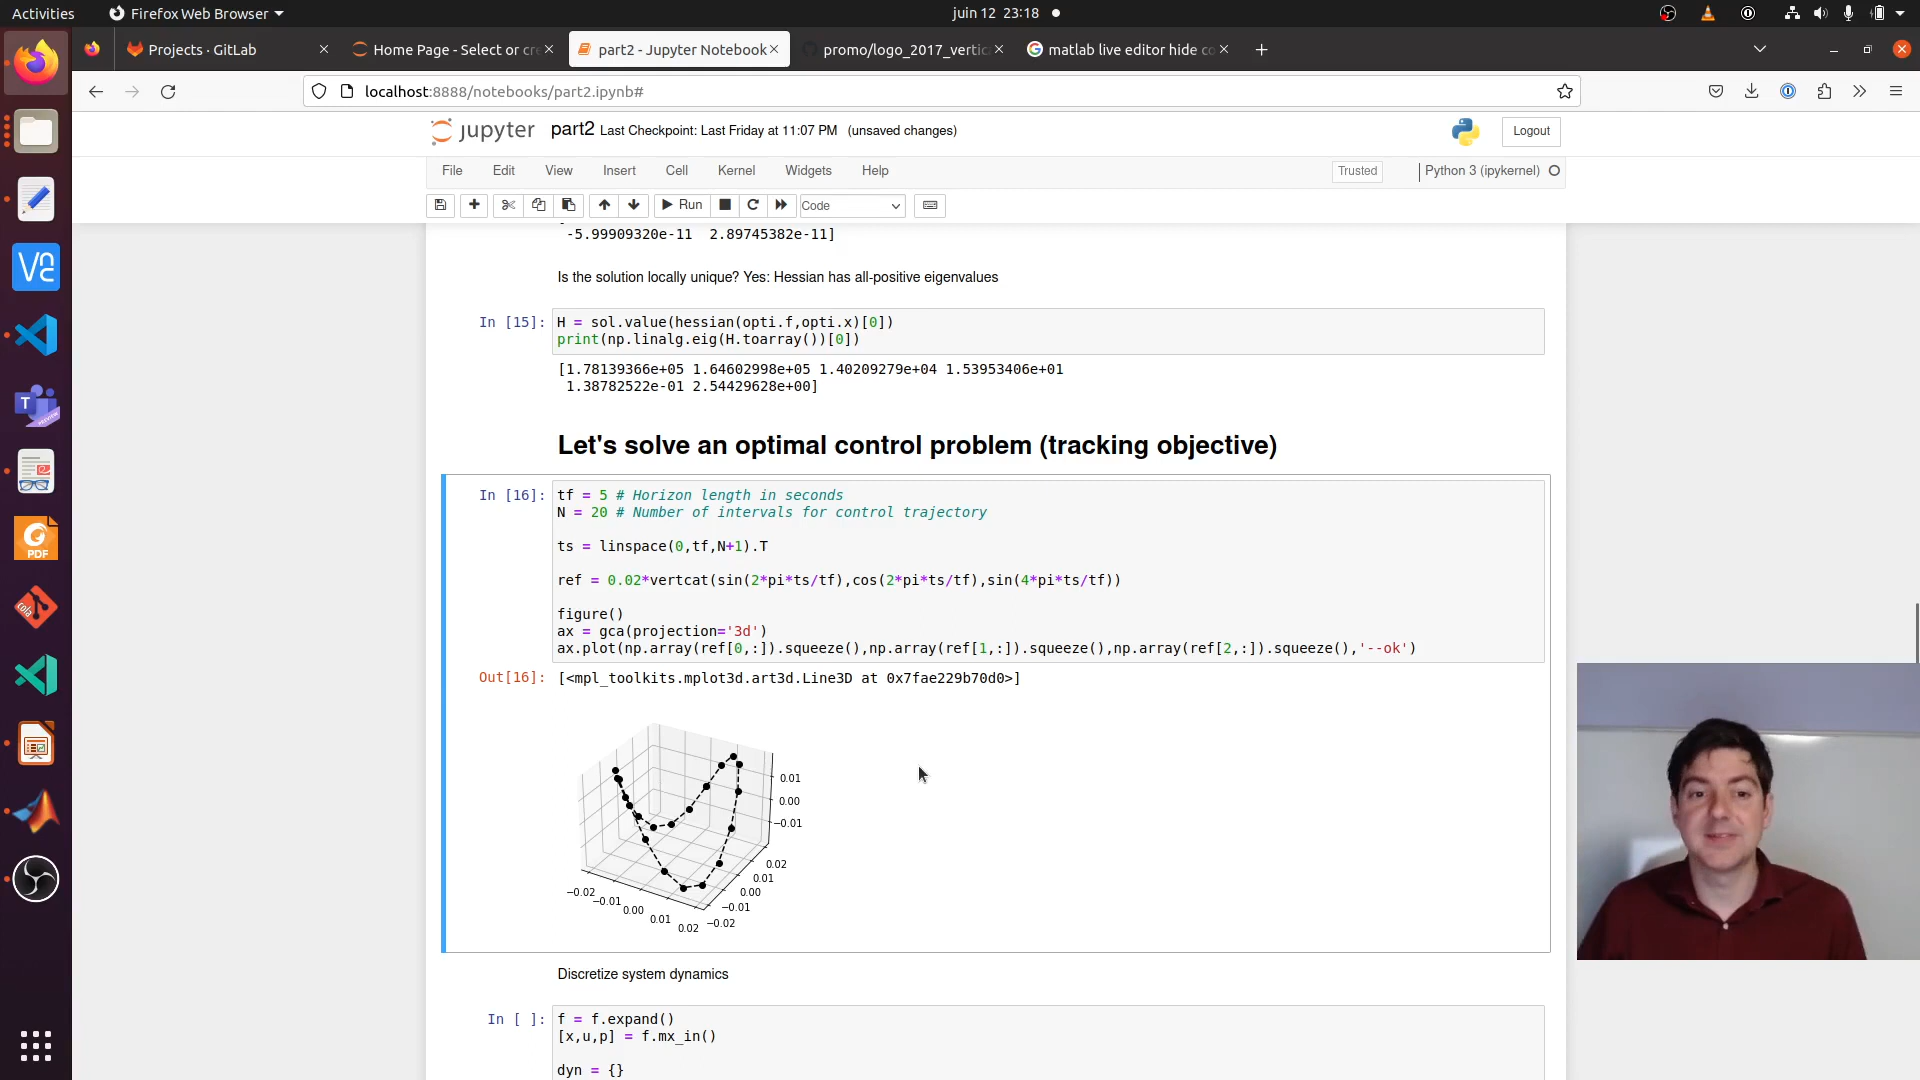 Activities
Firefox Web Browser
juin 12 23:18
Projects · GitLab
Home Page - Select or cre
part2 - Jupyter Notebook
promo/logo_2017_vertic
matlab live editor hide co
localhost:8888/notebooks/part2.ipynb#
jupyter
part2 Last Checkpoint: Last Friday at 11:07 PM (unsaved changes)
Logout
File Edit View Insert Cell Kernel Widgets Help
Trusted
Python 3 (ipykernel)
Run
Code
-5.99909320e-11 2.89745382e-11]
Is the solution locally unique? Yes: Hessian has all-positive eigenvalues
In [15]:
H = sol.value(hessian(opti.f,opti.x)[0])
print(np.linalg.eig(H.toarray())[0])
[1.78139366e+05 1.64602998e+05 1.40209279e+04 1.53953406e+01
1.38782522e-01 2.54429628e+00]
Let's solve an optimal control problem (tracking objective)
In [16]:
tf = 5 # Horizon length in seconds
N = 20 # Number of intervals for control trajectory
ts = linspace(0,tf,N+1).T
ref = 0.02*vertcat(sin(2*pi*ts/tf),cos(2*pi*ts/tf),sin(4*pi*ts/tf))
figure()
ax = gca(projection='3d')
ax.plot(np.array(ref[0,:]).squeeze(),np.array(ref[1,:]).squeeze(),np.array(ref[2,:]).squeeze(),'--ok')
Out[16]:
[<mpl_toolkits.mplot3d.art3d.Line3D at 0x7fae229b70d0>]
0.01
0.00
−0.01
0.02
0.01
0.00
−0.01
−0.02
−0.02
−0.01
0.00
0.01
0.02
Discretize system dynamics
In [ ]:
f = f.expand()
[x,u,p] = f.mx_in()
dyn = {}
PDF
cola